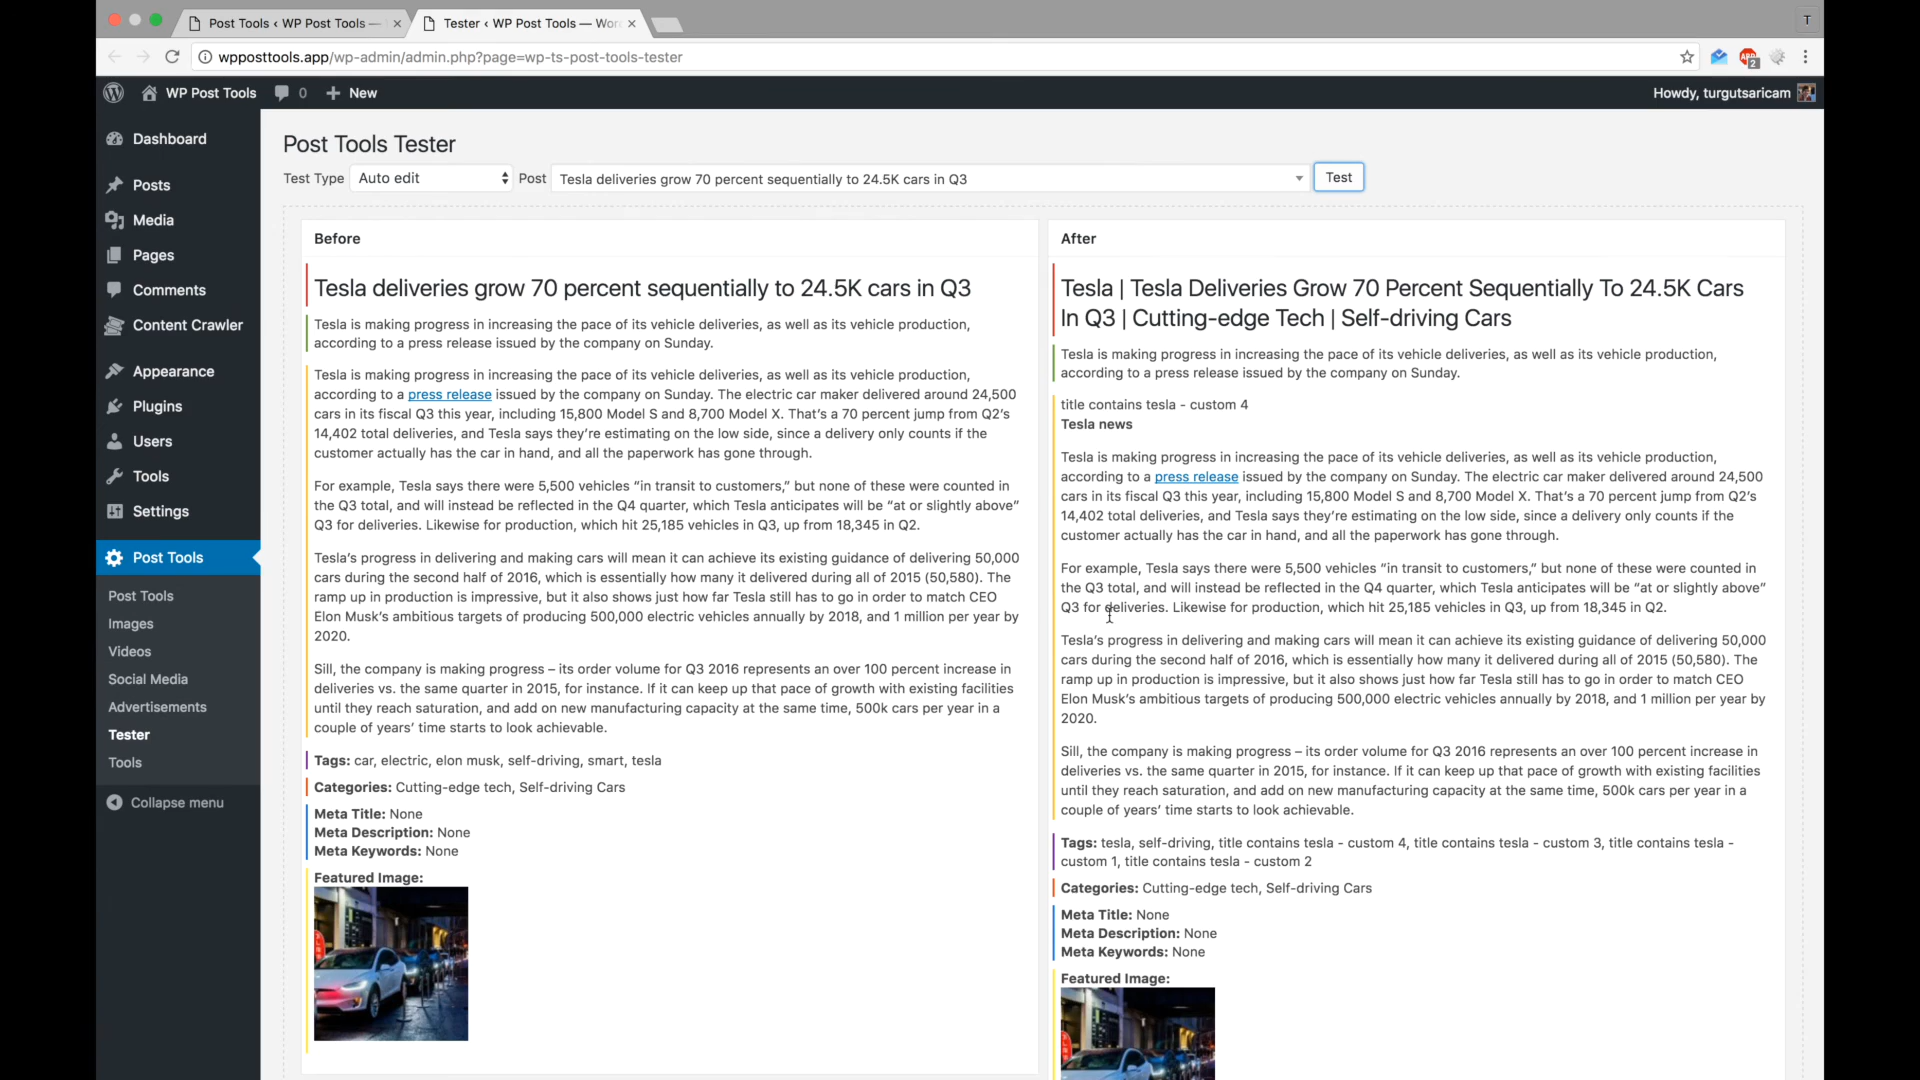 Post Tools ‹ WP Post Tools —
Tester ‹ WP Post Tools — Wor
T
wpposttools.app/wp-admin/admin.php?page=wp-ts-post-tools-tester
ABP
2
WP Post Tools
0
New
Howdy, turgutsaricam
Dashboard
Posts
Media
Pages
Comments
Content Crawler
Appearance
Plugins
Users
Tools
Settings
Post Tools
Post Tools
Images
Videos
Social Media
Advertisements
Tester
Tools
Collapse menu
Post Tools Tester
Test Type Auto edit Post Tesla deliveries grow 70 percent sequentially to 24.5K cars in Q3 Test
Before
Tesla deliveries grow 70 percent sequentially to 24.5K cars in Q3
Tesla is making progress in increasing the pace of its vehicle deliveries, as well as its vehicle production,
according to a press release issued by the company on Sunday.
Tesla is making progress in increasing the pace of its vehicle deliveries, as well as its vehicle production,
according to a press release issued by the company on Sunday. The electric car maker delivered around 24,500
cars in its fiscal Q3 this year, including 15,800 Model S and 8,700 Model X. That's a 70 percent jump from Q2's
14,402 total deliveries, and Tesla says they're estimating on the low side, since a delivery only counts if the
customer actually has the car in hand, and all the paperwork has gone through.
For example, Tesla says there were 5,500 vehicles “in transit to customers,” but none of these were counted in
the Q3 total, and will instead be reflected in the Q4 quarter, which Tesla anticipates will be “at or slightly above”
Q3 for deliveries. Likewise for production, which hit 25,185 vehicles in Q3, up from 18,345 in Q2.
Tesla's progress in delivering and making cars will mean it can achieve its existing guidance of delivering 50,000
cars during the second half of 2016, which is essentially how many it delivered during all of 2015 (50,580). The
ramp up in production is impressive, but it also shows just how far Tesla still has to go in order to match CEO
Elon Musk's ambitious targets of producing 500,000 electric vehicles annually by 2018, and 1 million per year by
2020.
Sill, the company is making progress – its order volume for Q3 2016 represents an over 100 percent increase in
deliveries vs. the same quarter in 2015, for instance. If it can keep up that pace of growth with existing facilities
until they reach saturation, and add on new manufacturing capacity at the same time, 500k cars per year in a
couple of years' time starts to look achievable.
Tags: car, electric, elon musk, self-driving, smart, tesla
Categories: Cutting-edge tech, Self-driving Cars
Meta Title: None
Meta Description: None
Meta Keywords: None
Featured Image:
After
Tesla | Tesla Deliveries Grow 70 Percent Sequentially To 24.5K Cars
In Q3 | Cutting-edge Tech | Self-driving Cars
Tesla is making progress in increasing the pace of its vehicle deliveries, as well as its vehicle production,
according to a press release issued by the company on Sunday.
title contains tesla - custom 4
Tesla news
Tesla is making progress in increasing the pace of its vehicle deliveries, as well as its vehicle production,
according to a press release issued by the company on Sunday. The electric car maker delivered around 24,500
cars in its fiscal Q3 this year, including 15,800 Model S and 8,700 Model X. That's a 70 percent jump from Q2's
14,402 total deliveries, and Tesla says they're estimating on the low side, since a delivery only counts if the
customer actually has the car in hand, and all the paperwork has gone through.
For example, Tesla says there were 5,500 vehicles “in transit to customers,” but none of these were counted in
the Q3 total, and will instead be reflected in the Q4 quarter, which Tesla anticipates will be “at or slightly above”
Q3 for deliveries. Likewise for production, which hit 25,185 vehicles in Q3, up from 18,345 in Q2.
Tesla's progress in delivering and making cars will mean it can achieve its existing guidance of delivering 50,000
cars during the second half of 2016, which is essentially how many it delivered during all of 2015 (50,580). The
ramp up in production is impressive, but it also shows just how far Tesla still has to go in order to match CEO
Elon Musk's ambitious targets of producing 500,000 electric vehicles annually by 2018, and 1 million per year by
2020.
Sill, the company is making progress – its order volume for Q3 2016 represents an over 100 percent increase in
deliveries vs. the same quarter in 2015, for instance. If it can keep up that pace of growth with existing facilities
until they reach saturation, and add on new manufacturing capacity at the same time, 500k cars per year in a
couple of years' time starts to look achievable.
Tags: tesla, self-driving, title contains tesla - custom 4, title contains tesla - custom 3, title contains tesla -
custom 1, title contains tesla - custom 2
Categories: Cutting-edge tech, Self-driving Cars
Meta Title: None
Meta Description: None
Meta Keywords: None
Featured Image: